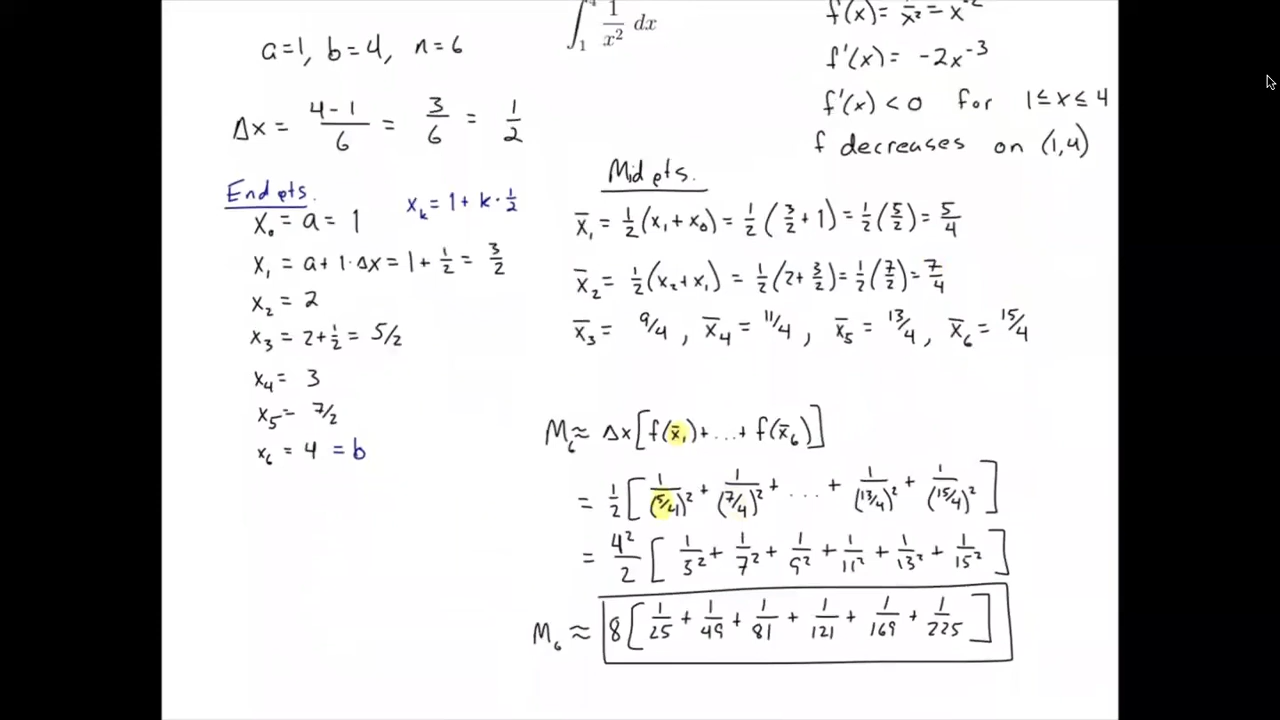 ∫₁⁴ 1/x² dx
f(x) = 1/x² = x⁻²
a=1, b=4, n=6
f'(x) = -2x⁻³
Δx = (4-1)/6 = 3/6 = 1/2
f'(x) < 0 for 1 ≤ x ≤ 4
f decreases on (1,4)
End pts.
xₖ = 1 + k · 1/2
x₀ = a = 1
x₁ = a + 1·Δx = 1 + 1/2 = 3/2
x₂ = 2
x₃ = 2 + 1/2 = 5/2
x₄ = 3
x₅ = 7/2
x₆ = 4 = b
Mid pts.
x̄₁ = 1/2(x₁ + x₀) = 1/2(3/2 + 1) = 1/2(5/2) = 5/4
x̄₂ = 1/2(x₂ + x₁) = 1/2(2 + 3/2) = 1/2(7/2) = 7/4
x̄₃ = 9/4, x̄₄ = 11/4, x̄₅ = 13/4, x̄₆ = 15/4
M₆ ≈ Δx[f(x̄₁) + ... + f(x̄₆)]
= 1/2 [1/(5/4)² + 1/(7/4)² + ... + 1/(13/4)² + 1/(15/4)²]
= 4²/2 [1/5² + 1/7² + 1/9² + 1/11² + 1/13² + 1/15²]
M₆ ≈ 8[1/25 + 1/49 + 1/81 + 1/121 + 1/169 + 1/225]